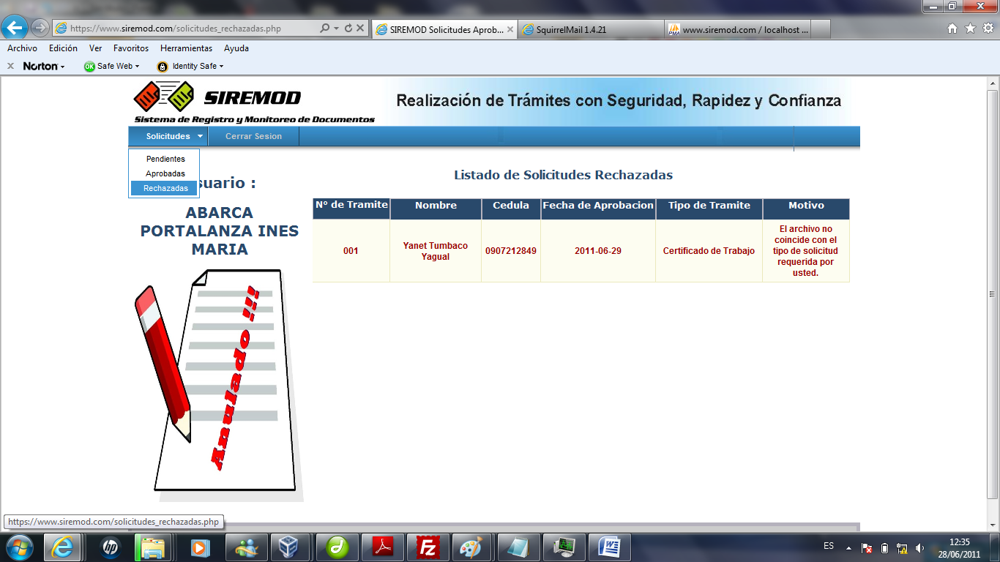 https://www.siremod.com/solicitudes_rechazadas.php
SIREMOD Solicitudes Aprob...
SquirrelMail 1.4.21
PMA
www.siremod.com / localhost ...
Archivo Edición Ver Favoritos Herramientas Ayuda
X Norton
OK Safe Web
Identity Safe
SIREMOD
Sistema de Registro y Monitoreo de Documentos
Realización de Trámites con Seguridad, Rapidez y Confianza
Solicitudes Cerrar Sesion
Pendientes
Aprobadas
Rechazadas
suario :
ABARCA
PORTALANZA INES
MARIA
Anulado !!!
Listado de Solicitudes Rechazadas
N° de Tramite Nombre Cedula Fecha de Aprobacion Tipo de Tramite Motivo
001 Yanet Tumbaco Yagual 0907212849 2011-06-29 Certificado de Trabajo El archivo no coincide con el tipo de solicitud requerida por usted.
https://www.siremod.com/solicitudes_rechazadas.php
hp
Fz
W
ES
12:35
28/06/2011